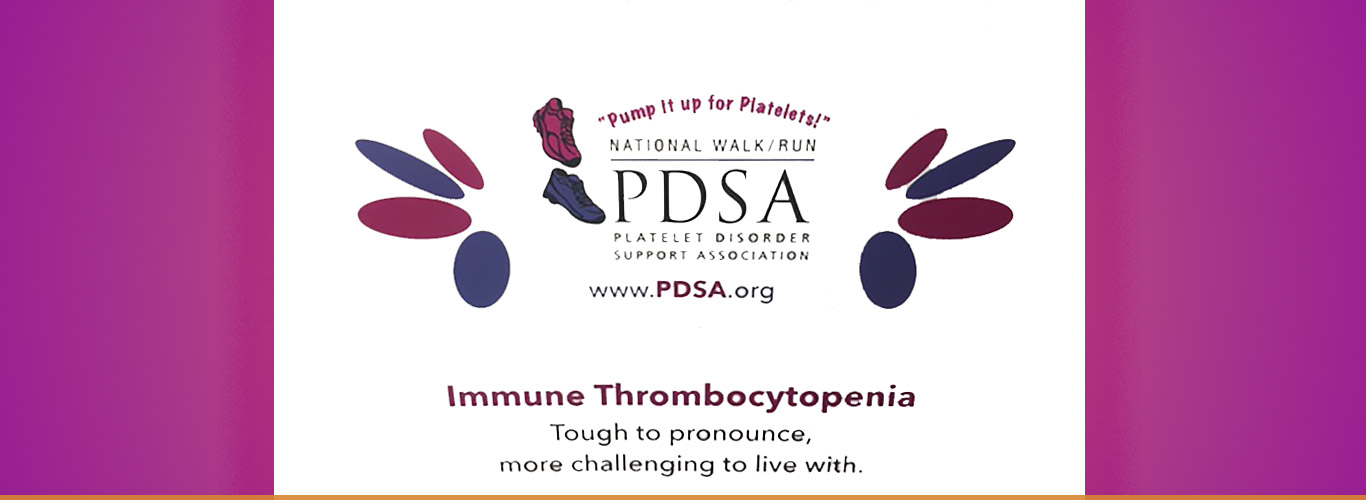 "Pump it up for Platelets!"
NATIONAL WALK/RUN
PDSA
PLATELET DISORDER
SUPPORT ASSOCIATION
www.PDSA.org
Immune Thrombocytopenia
Tough to pronounce,
more challenging to live with.